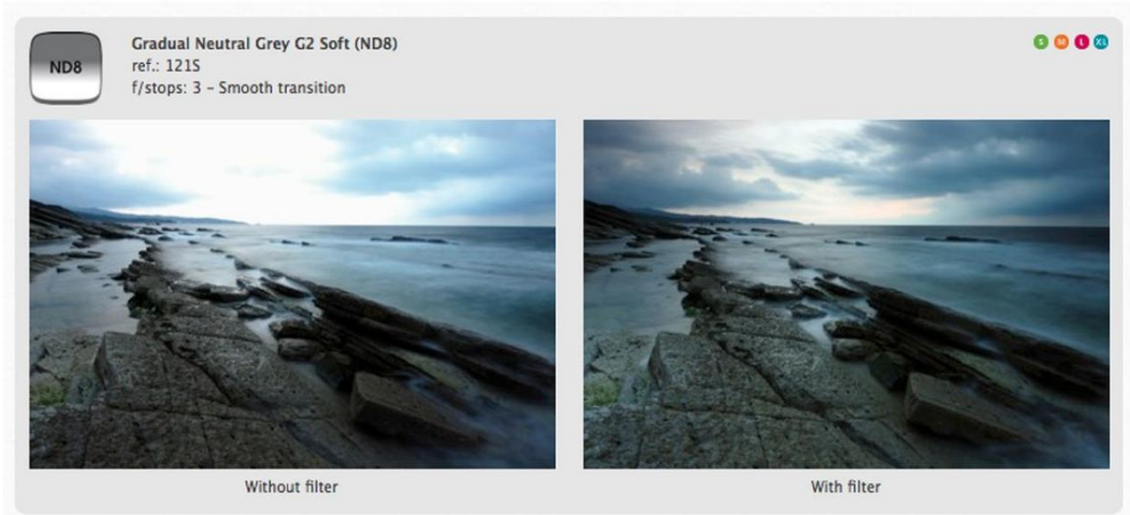 ND8
Gradual Neutral Grey G2 Soft (ND8)
ref.: 121S
f/stops: 3 – Smooth transition
S M L XL
Without filter
With filter